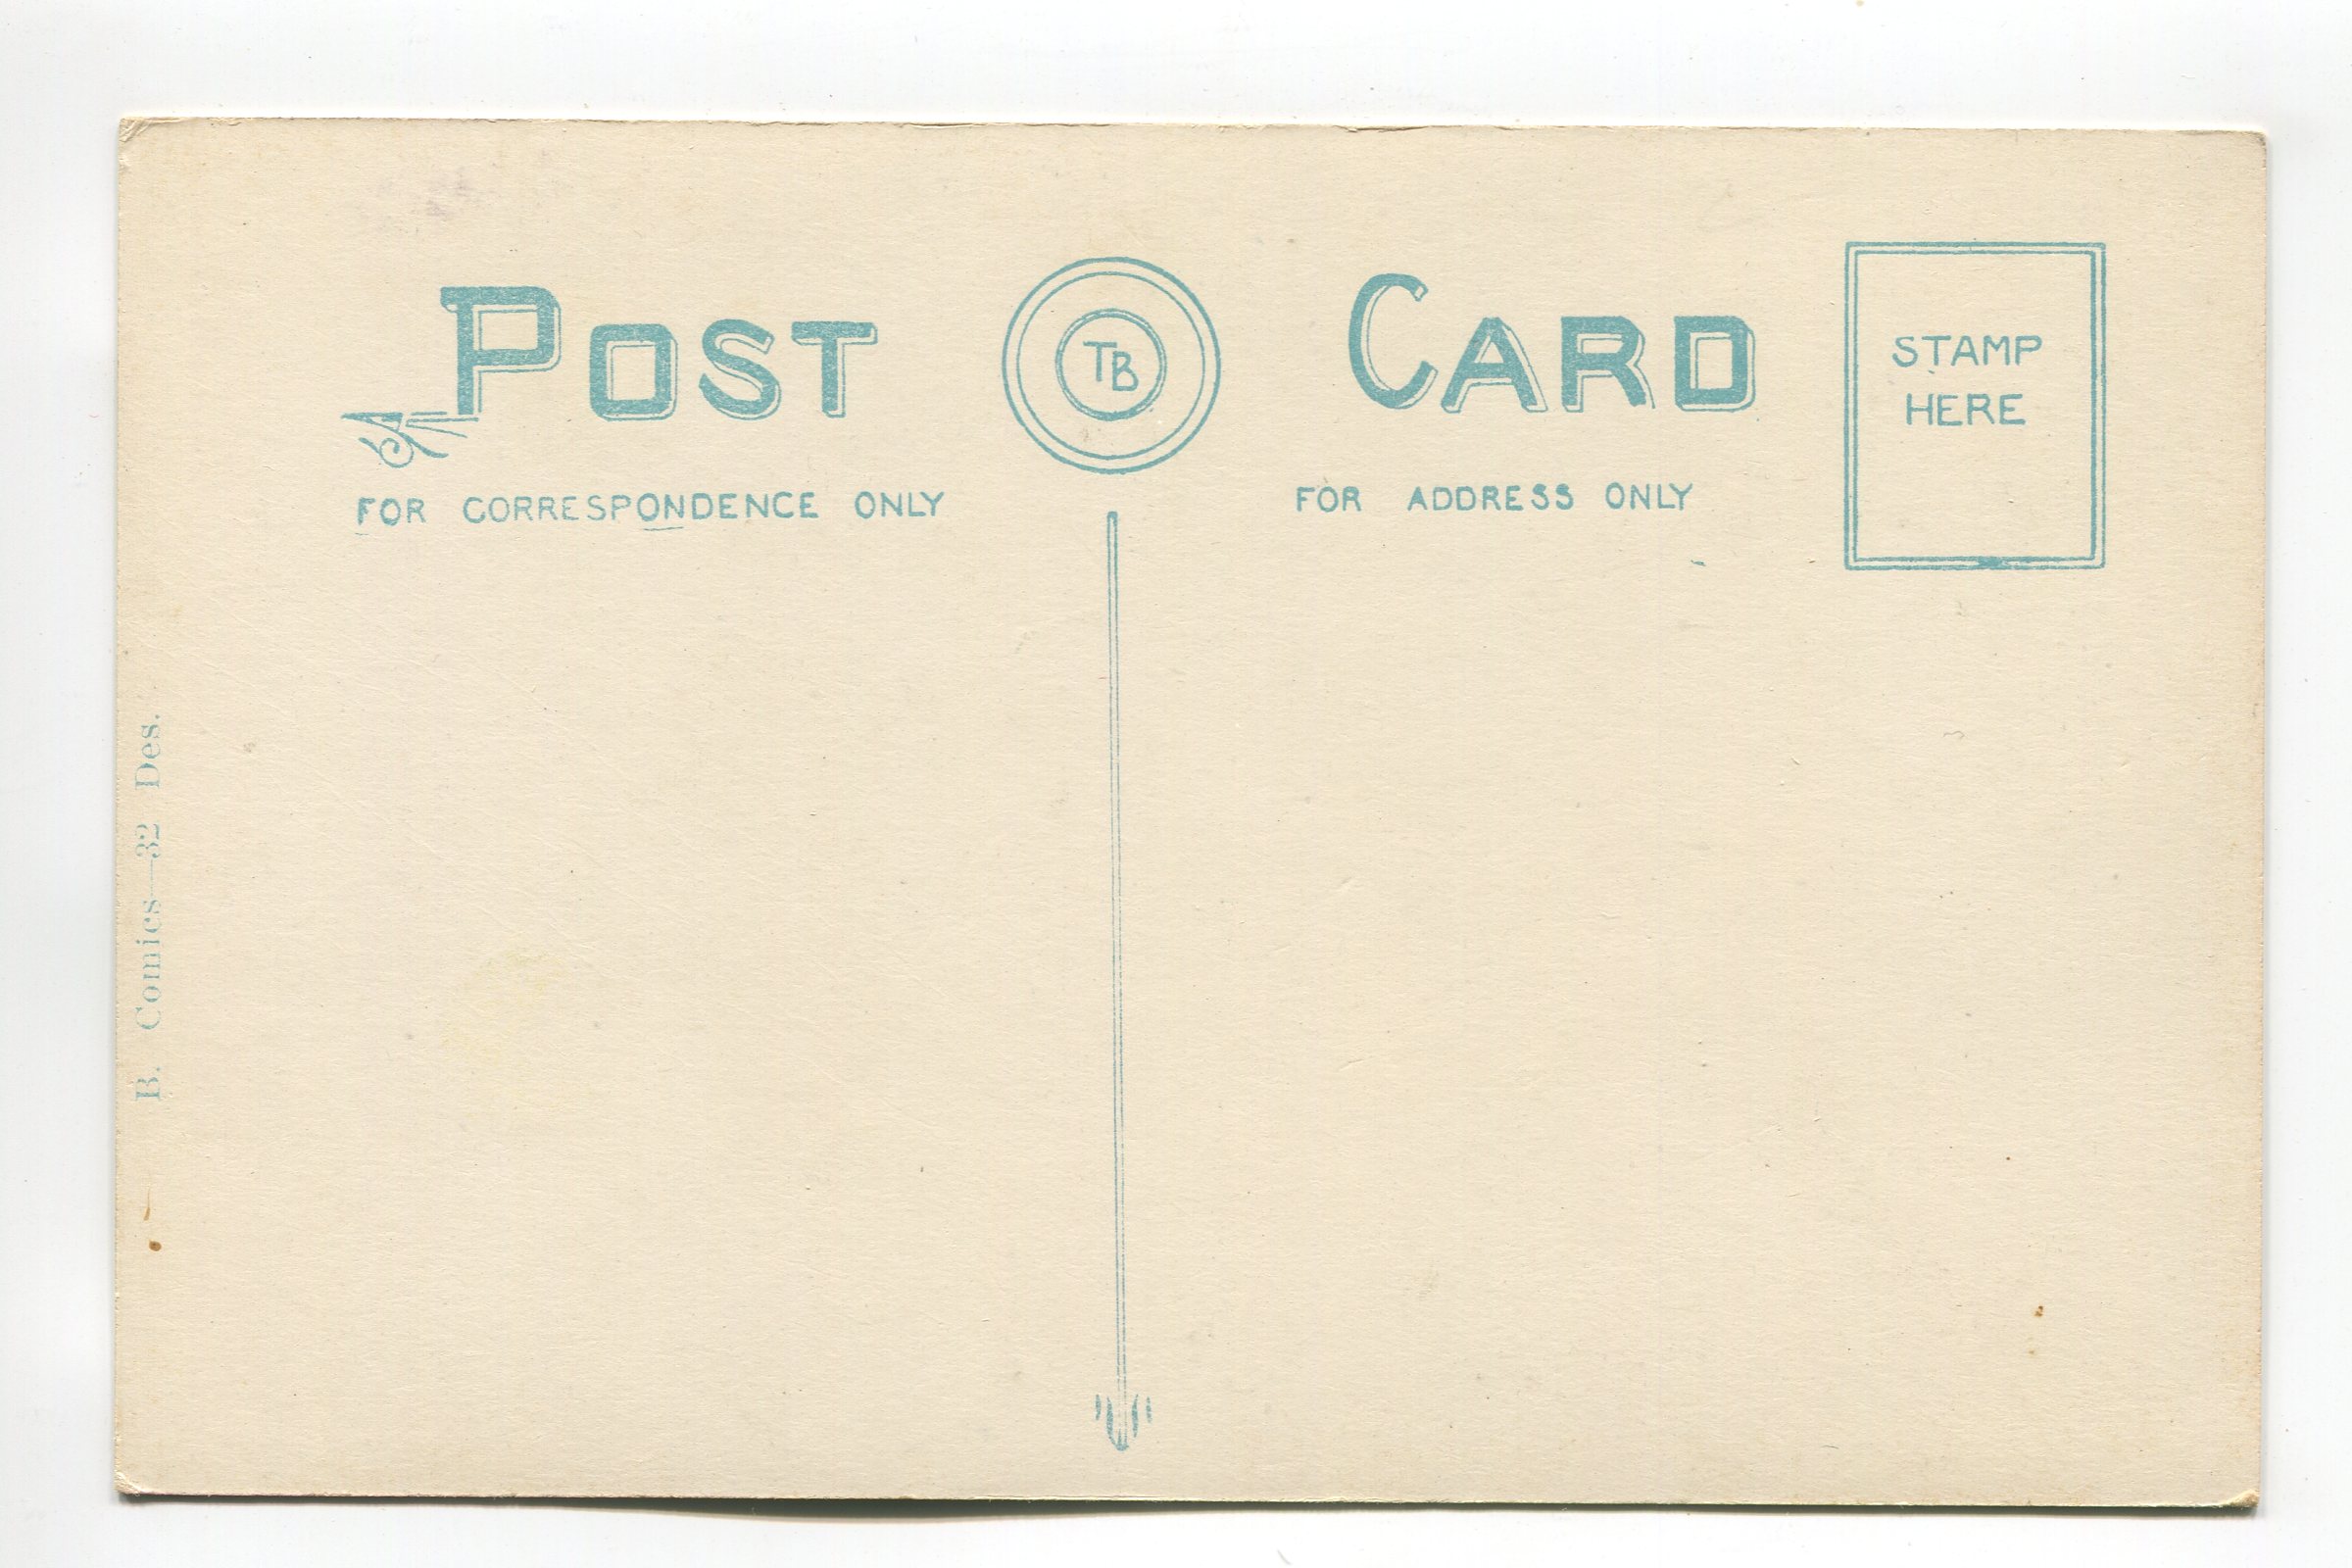 POST CARD
TB
STAMP
HERE
FOR CORRESPONDENCE ONLY
FOR ADDRESS ONLY
B. Comics—32 Des.